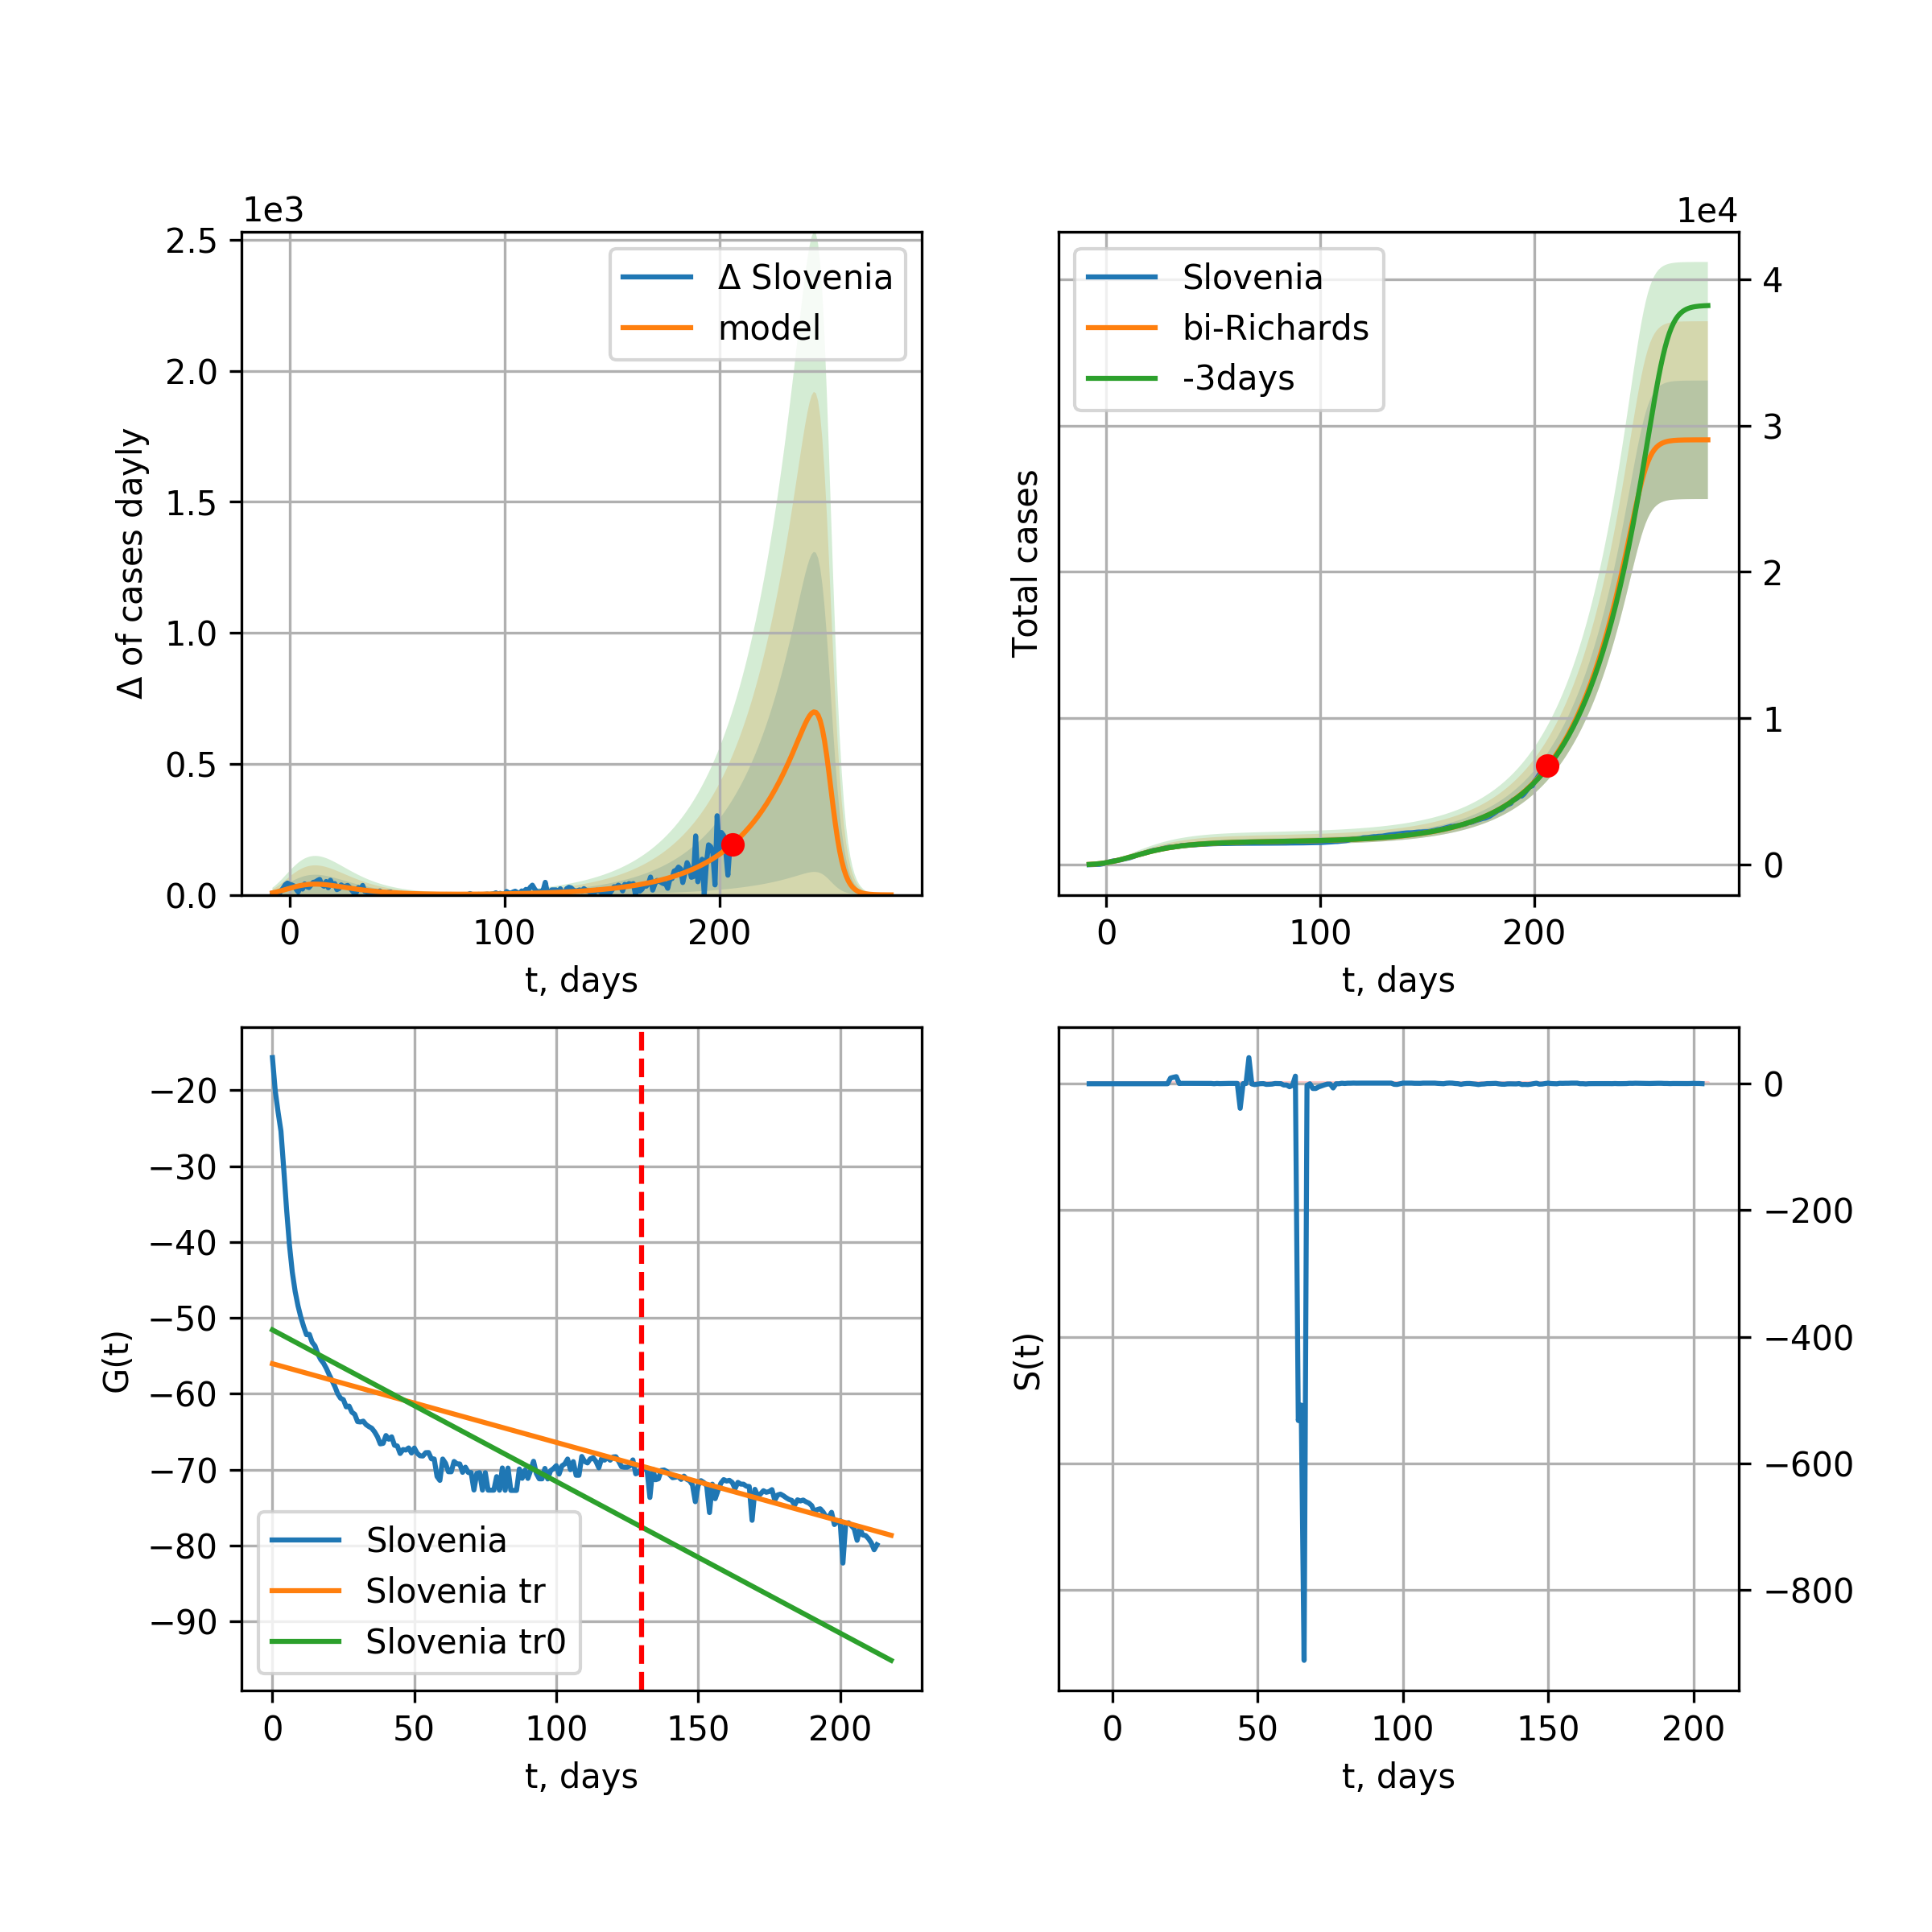 1e3
2.5
2.0
1.5
1.0
0.5
0.0
Δ of cases dayly
Δ Slovenia
model
0 100 200
t, days
1e4
Slovenia
bi-Richards
-3days
4
3
2
1
0
Total cases
0 100 200
t, days
−20
−30
−40
−50
−60
−70
−80
−90
G(t)
Slovenia
Slovenia tr
Slovenia tr0
0 50 100 150 200
t, days
0
−200
−400
−600
−800
S(t)
0 50 100 150 200
t, days